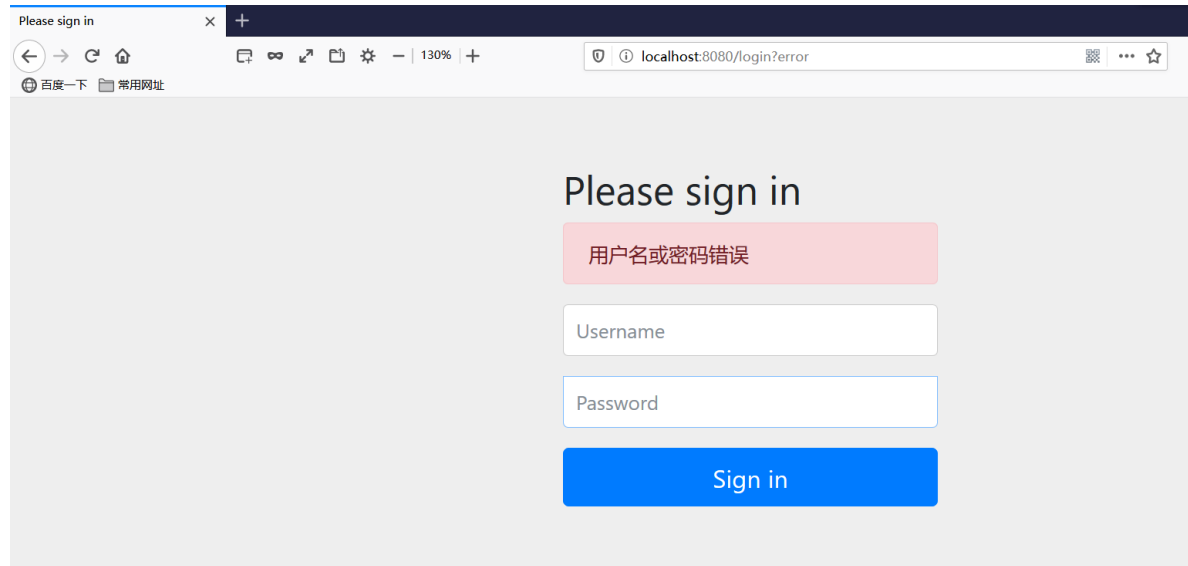 Please sign in
130%
localhost:8080/login?error
百度一下 常用网址
Please sign in
用户名或密码错误
Username
Password
Sign in